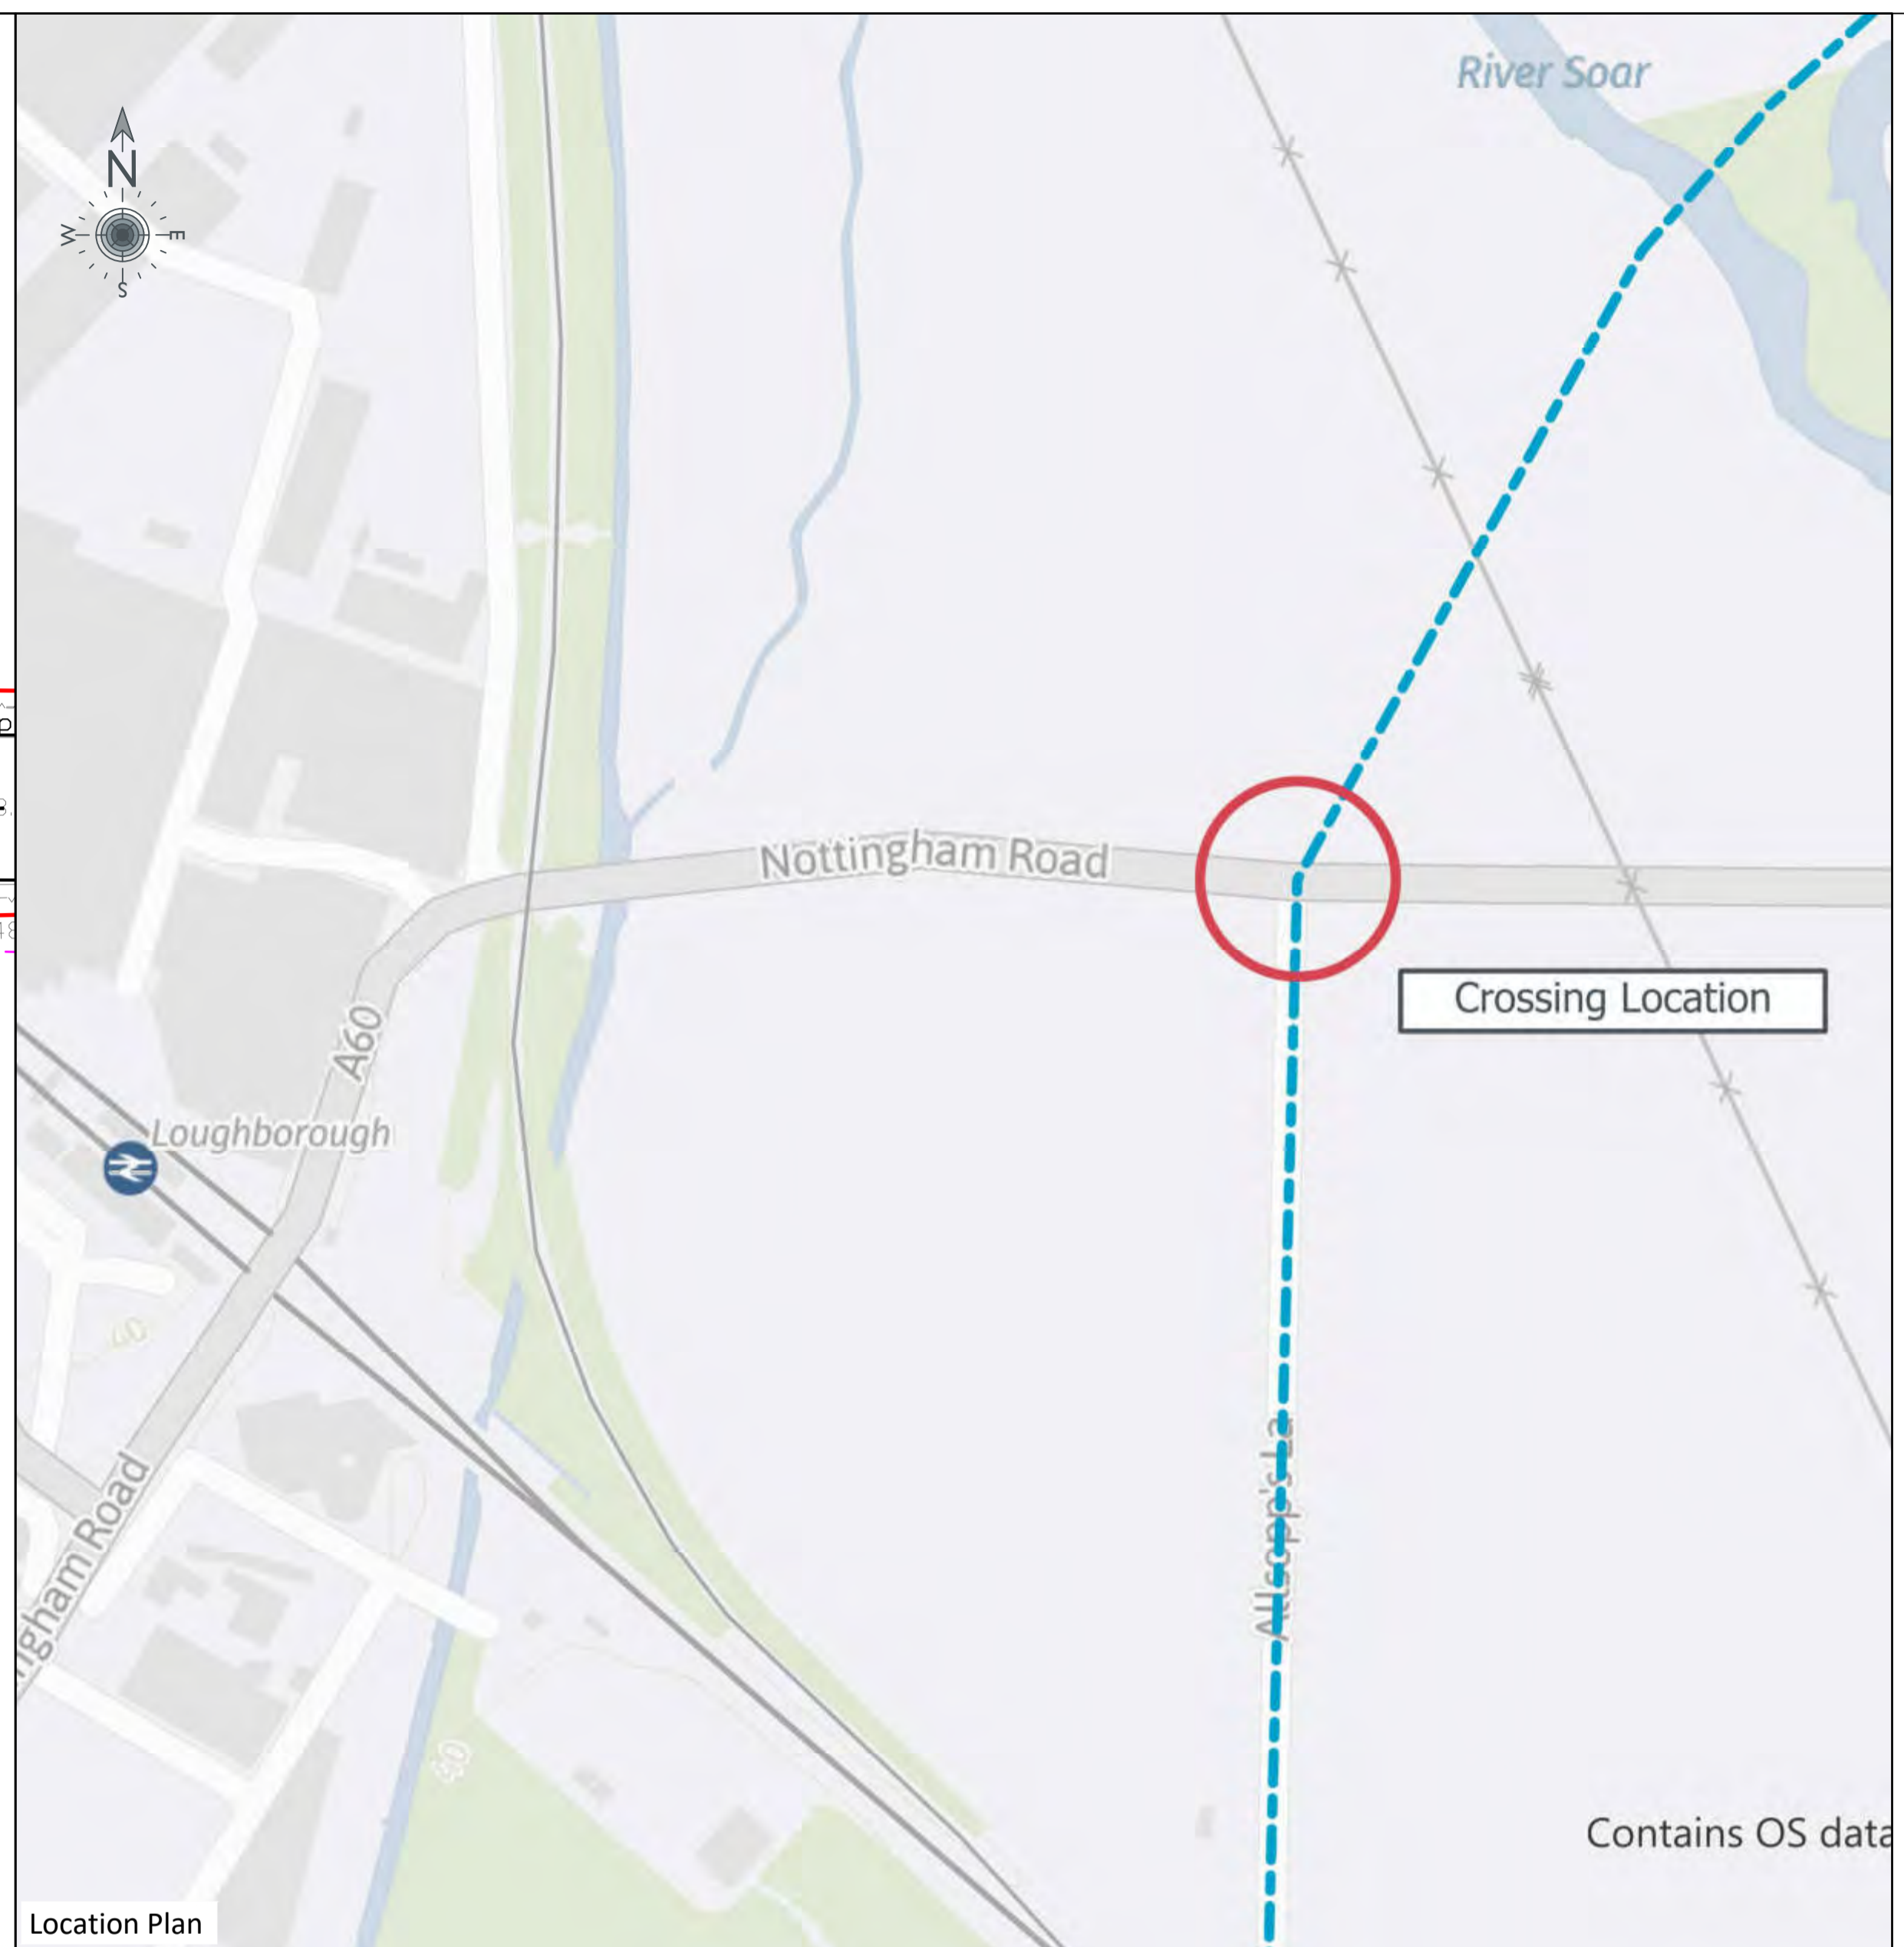 River Soar
N
W
E
S
Nottingham Road
Crossing Location
A60
Loughborough
40
Allsopp's La
ngham Road
40
Contains OS data
Location Plan